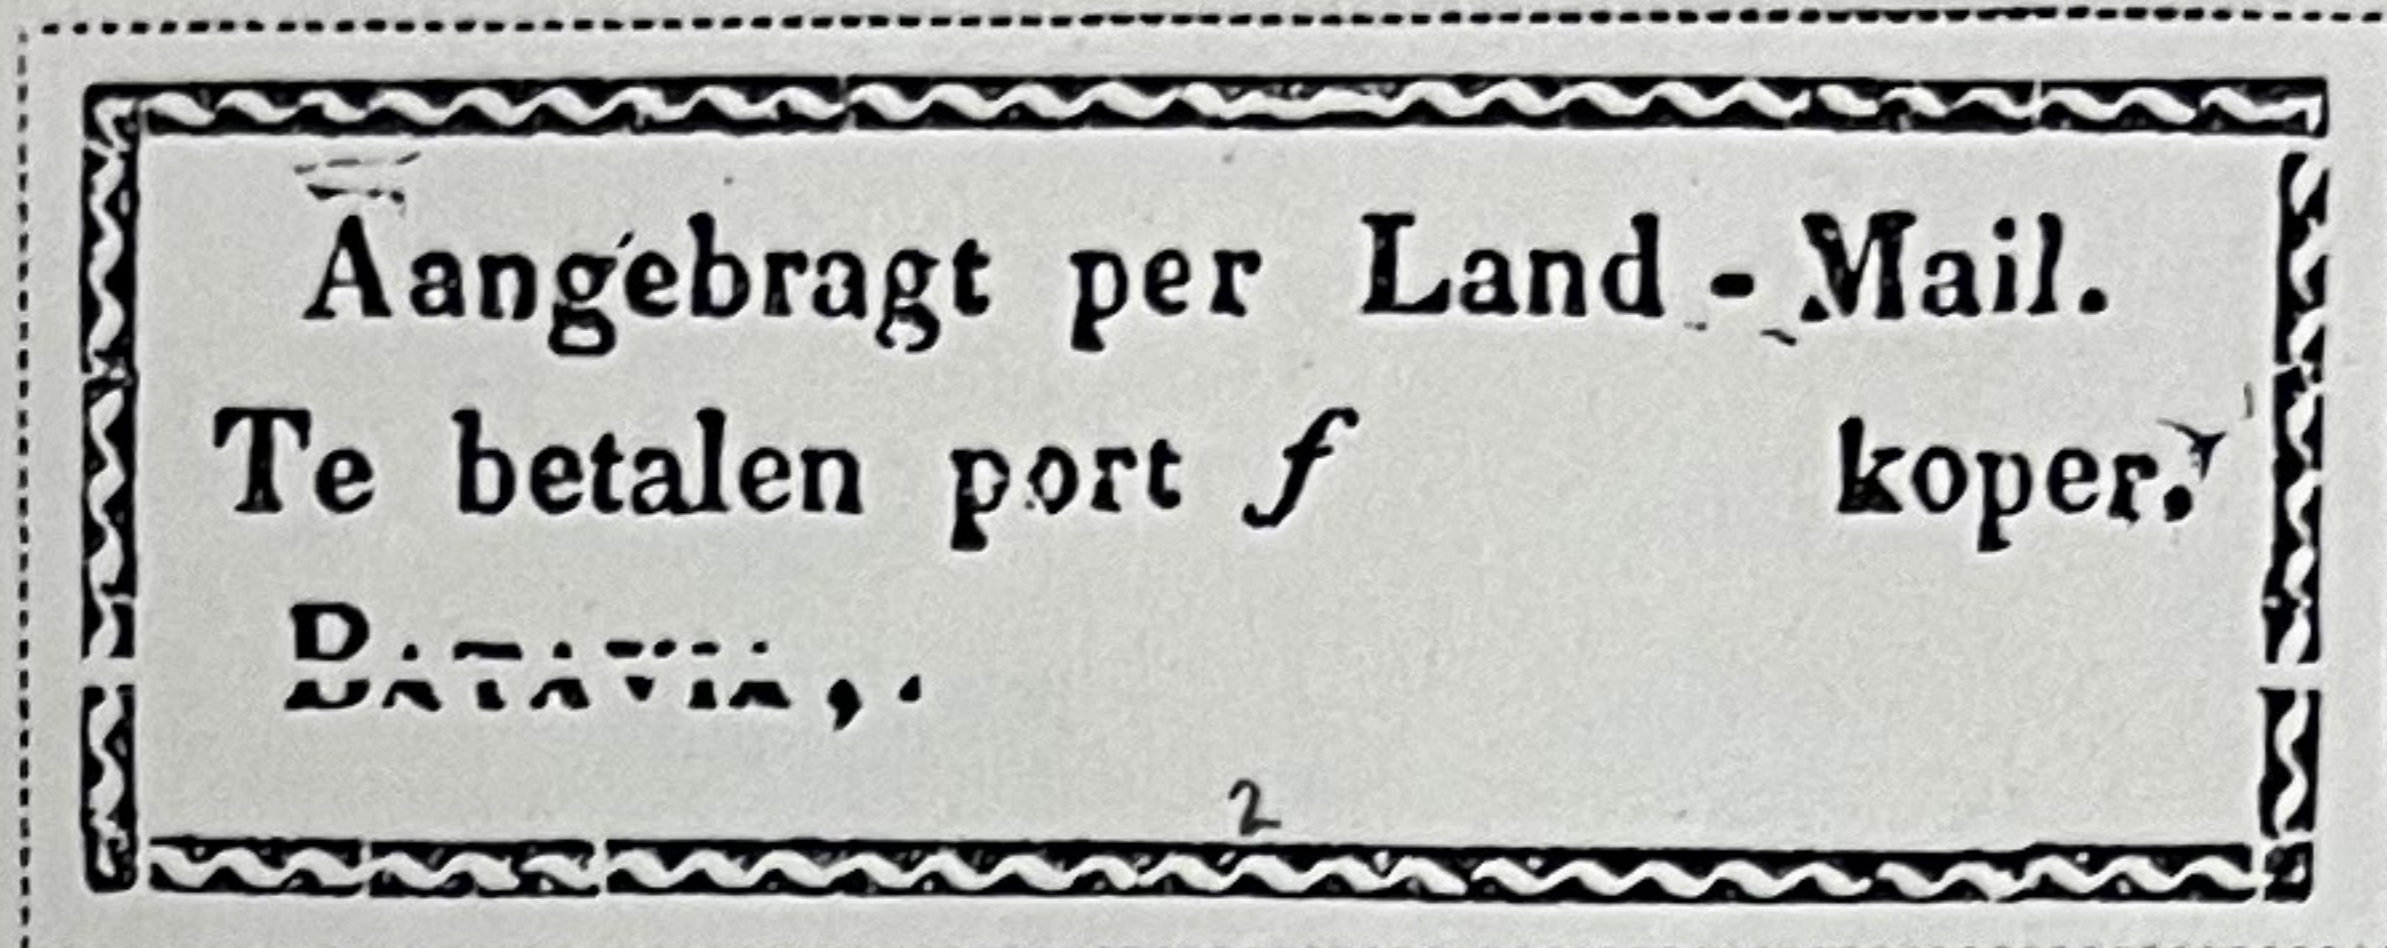 Aangebragt per Land - Mail.
Te betalen port f koper.
BATAVIA, .
2